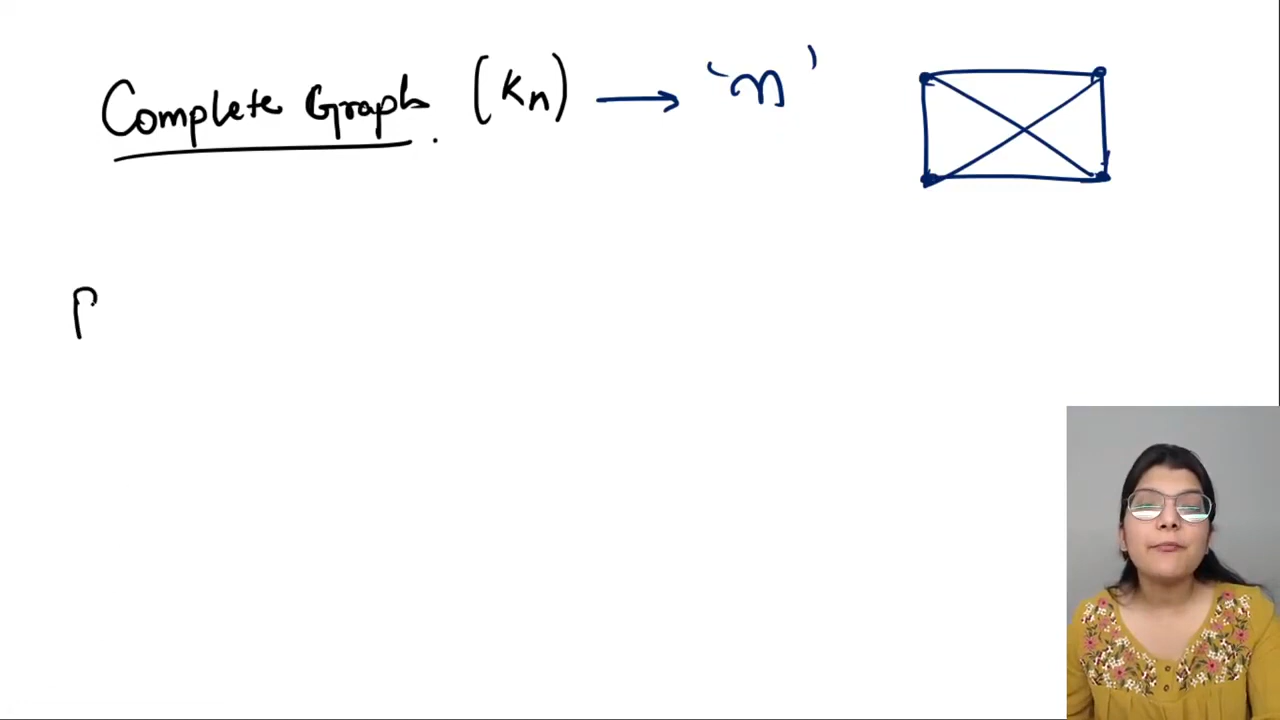 Complete Graph (Kn) → 'n'
P